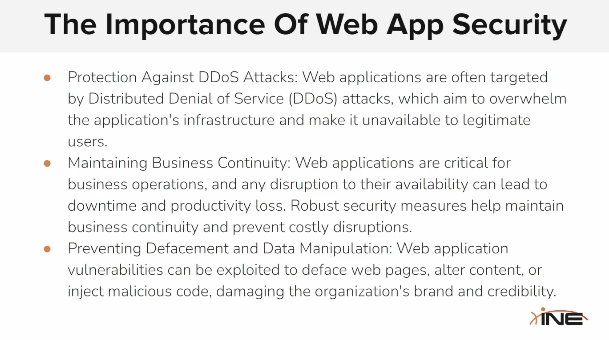 The Importance Of Web App Security
Protection Against DDoS Attacks: Web applications are often targeted
by Distributed Denial of Service (DDoS) attacks, which aim to overwhelm
the application's infrastructure and make it unavailable to legitimate
users.
Maintaining Business Continuity: Web applications are critical for
business operations, and any disruption to their availability can lead to
downtime and productivity loss. Robust security measures help maintain
business continuity and prevent costly disruptions.
Preventing Defacement and Data Manipulation: Web application
vulnerabilities can be exploited to deface web pages, alter content, or
inject malicious code, damaging the organization's brand and credibility.
INE